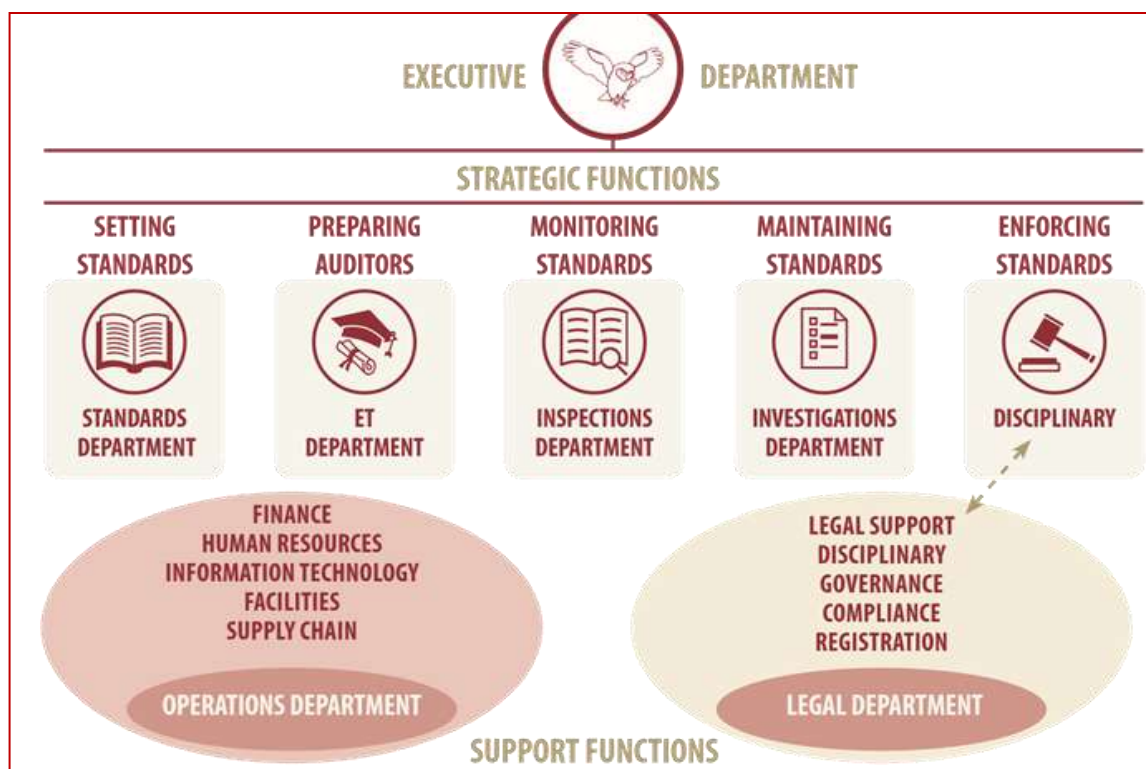 EXECUTIVE DEPARTMENT
STRATEGIC FUNCTIONS
SETTING
STANDARDS
STANDARDS
DEPARTMENT
PREPARING
AUDITORS
ET
DEPARTMENT
MONITORING
STANDARDS
INSPECTIONS
DEPARTMENT
MAINTAINING
STANDARDS
INVESTIGATIONS
DEPARTMENT
ENFORCING
STANDARDS
DISCIPLINARY
FINANCE
HUMAN RESOURCES
INFORMATION TECHNOLOGY
FACILITIES
SUPPLY CHAIN
OPERATIONS DEPARTMENT
LEGAL SUPPORT
DISCIPLINARY
GOVERNANCE
COMPLIANCE
REGISTRATION
LEGAL DEPARTMENT
SUPPORT FUNCTIONS